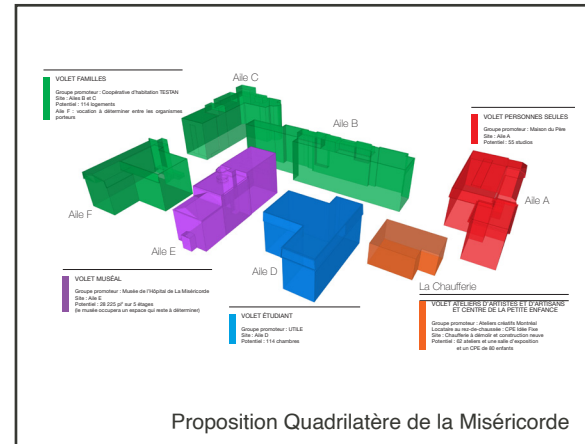 VOLET FAMILLES
Groupe promoteur : Coopérative d'habitation TESTAN
Site : Ailes B et C
Potentiel : 114 logements
Aile F : vocation à déterminer entre les organismes
porteurs
Aile C
Aile B
VOLET PERSONNES SEULES
Groupe promoteur : Maison du Père
Site : Aile A
Potentiel : 55 studios
Aile A
Aile F
Aile E
Aile D
La Chaufferie
VOLET MUSÉAL
Groupe promoteur : Musée de l'Hôpital de La Miséricorde
Site : Aile E
Potentiel : 28 225 pi² sur 5 étages
(le musée occupera un espace qui reste à déterminer)
VOLET ÉTUDIANT
Groupe promoteur : UTILE
Site : Aile D
Potentiel : 114 chambres
VOLET ATELIERS D'ARTISTES ET D'ARTISANS
ET CENTRE DE LA PETITE ENFANCE
Groupe promoteur : Ateliers créatifs Montréal
Locataire au rez-de-chaussée : CPE Idée Fixe
Site : Chaufferie à démolir et construction neuve
Potentiel : 62 ateliers et une salle d'exposition
et un CPE de 80 enfants
Proposition Quadrilatère de la Miséricorde